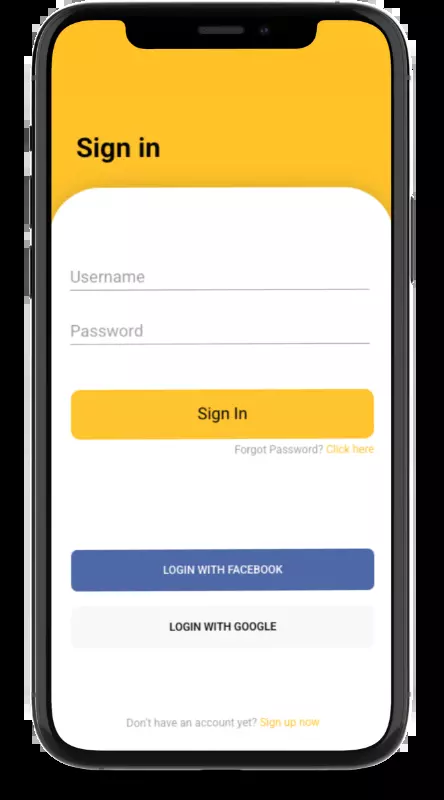 Sign in
Username
Password
Sign In
Forgot Password? Click here
LOGIN WITH FACEBOOK
LOGIN WITH GOOGLE
Don't have an account yet? Sign up now